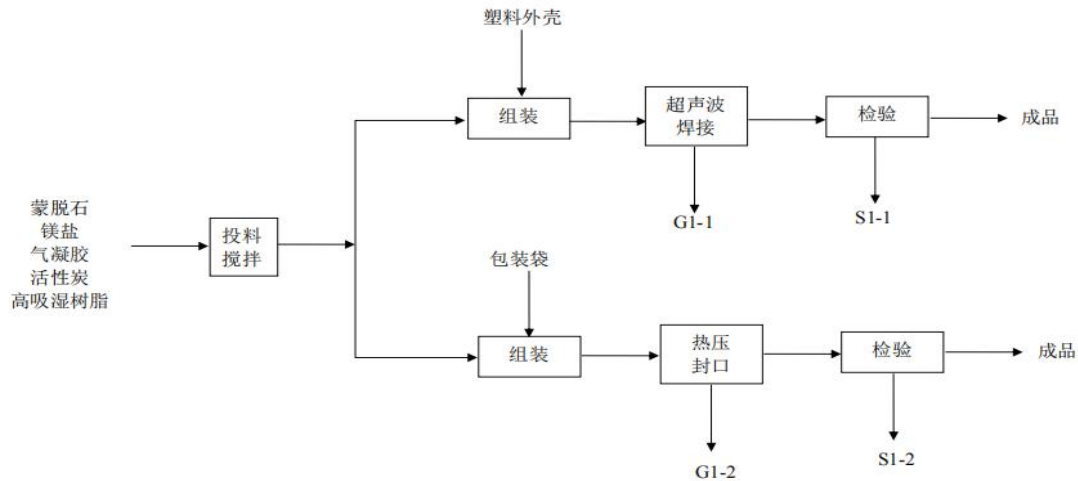 塑料外壳
组装
超声波
焊接
检验
成品
G1-1
S1-1
蒙脱石
镁盐
气凝胶
活性炭
高吸湿树脂
投料
搅拌
包装袋
组装
热压
封口
检验
成品
G1-2
S1-2